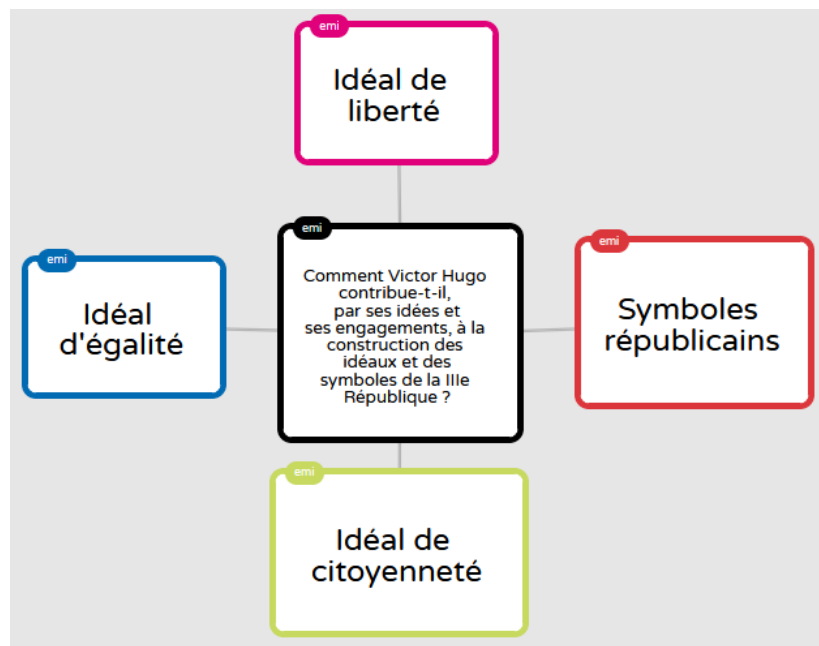 emi
Idéal de
liberté
emi
Idéal
d'égalité
emi
Comment Victor Hugo
contribue-t-il,
par ses idées et
ses engagements, à la
construction des
idéaux et des
symboles de la IIIe
République ?
emi
Symboles
républicains
emi
Idéal de
citoyenneté